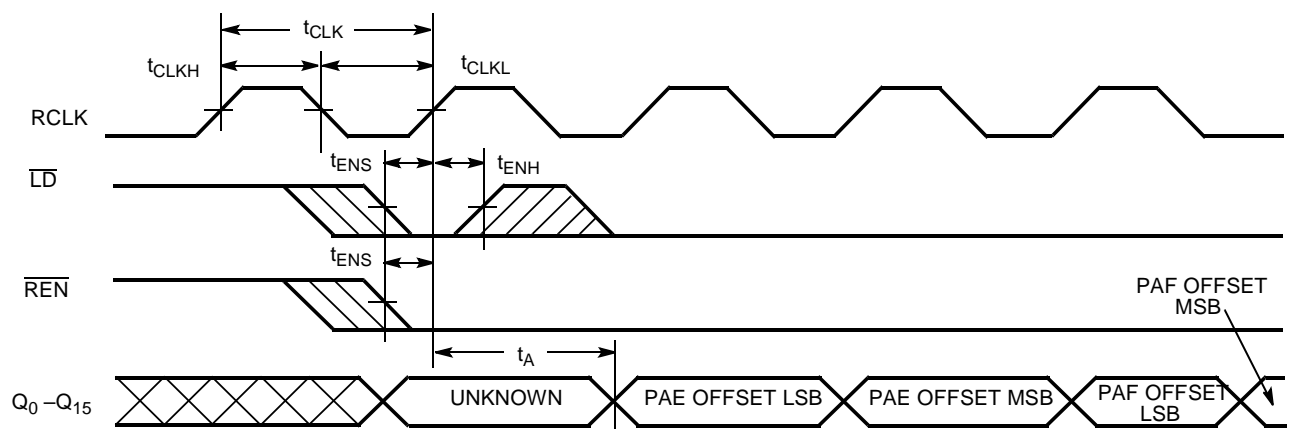 tCLK
tCLKH
tCLKL
RCLK
tENS
tENH
LD
tENS
REN
PAF OFFSET
MSB
tA
Q0 –Q15
UNKNOWN
PAE OFFSET LSB
PAE OFFSET MSB
PAF OFFSET
LSB